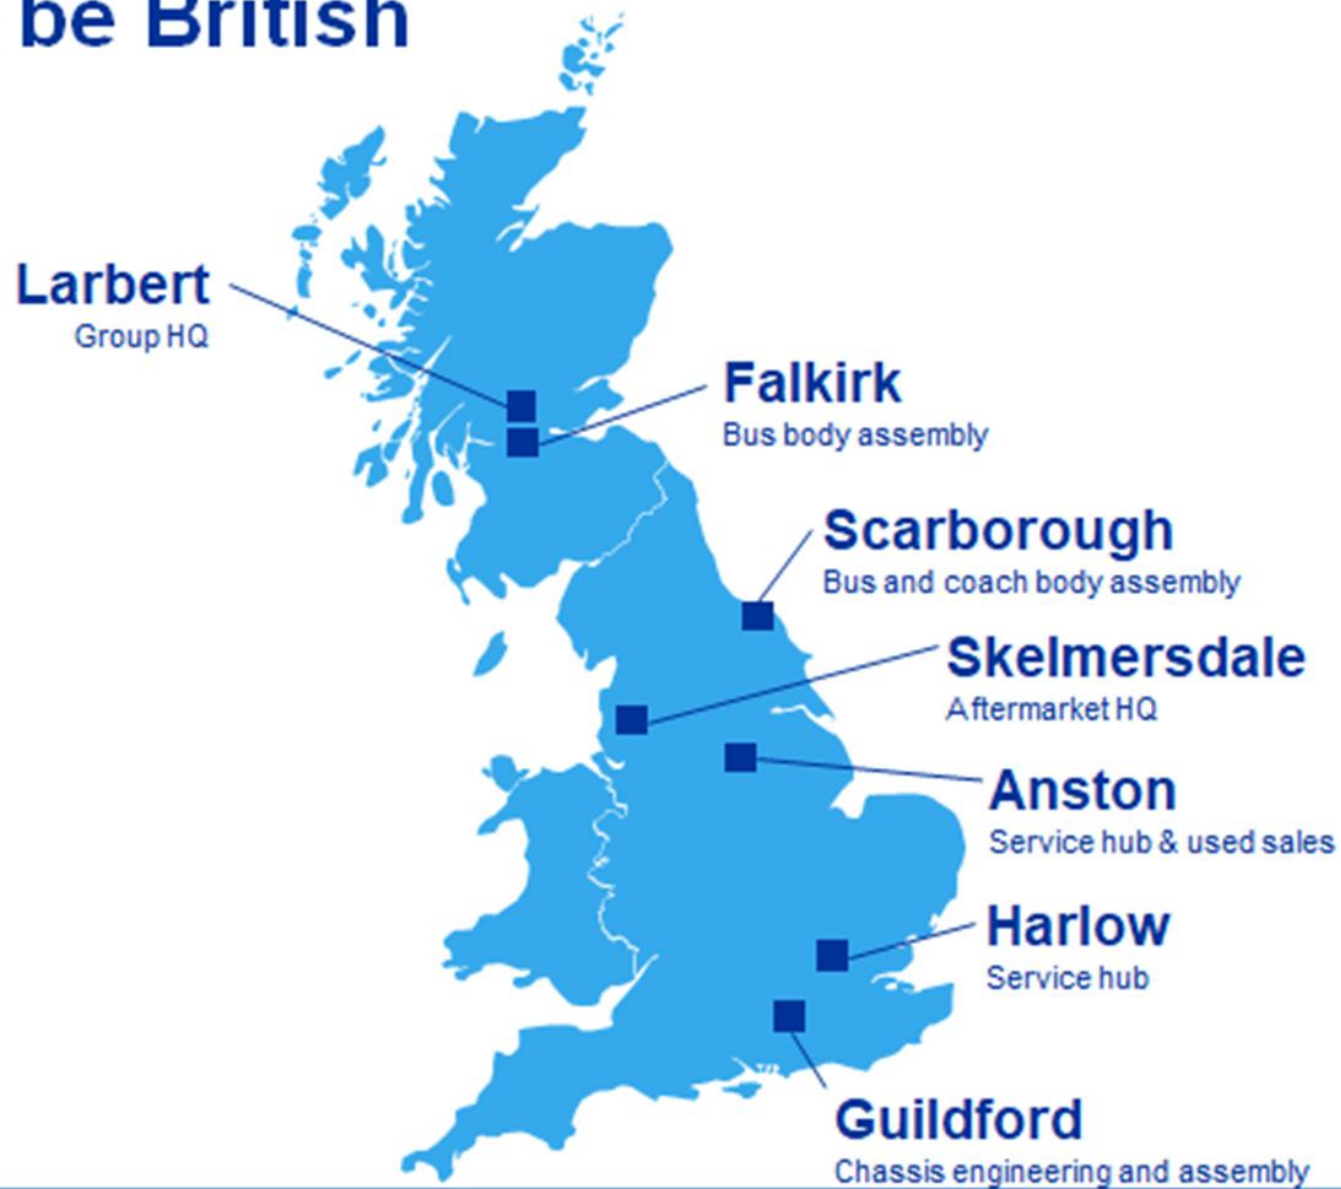 be British
Larbert
Group HQ
Falkirk
Bus body assembly
Scarborough
Bus and coach body assembly
Skelmersdale
Aftermarket HQ
Anston
Service hub & used sales
Harlow
Service hub
Guildford
Chassis engineering and assembly